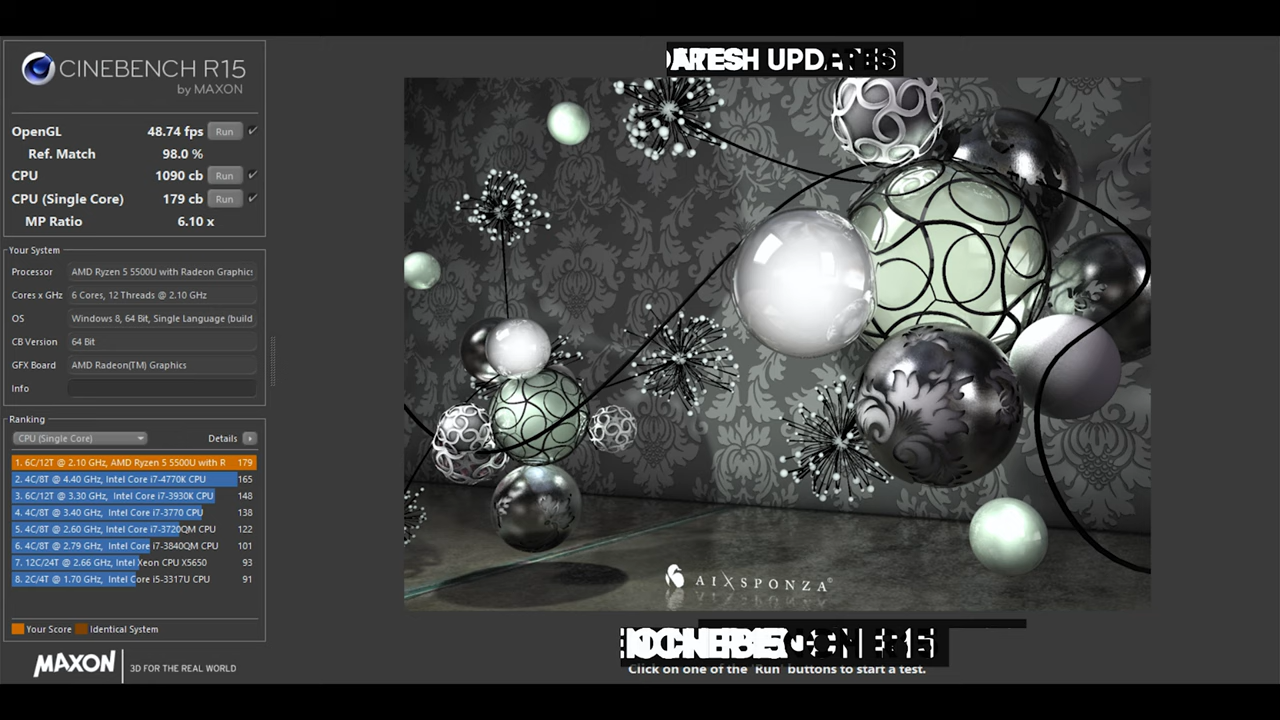 CINEBENCH R15
by MAXON
OpenGL 48.74 fps Run
Ref. Match 98.0 %
CPU 1090 cb Run
CPU (Single Core) 179 cb Run
MP Ratio 6.10 x
Your System
Processor AMD Ryzen 5 5500U with Radeon Graphics
Cores x GHz 6 Cores, 12 Threads @ 2.10 GHz
OS Windows 8, 64 Bit, Single Language (build
CB Version 64 Bit
GFX Board AMD Radeon(TM) Graphics
Info
Ranking
CPU (Single Core) Details
1. 6C/12T @ 2.10 GHz, AMD Ryzen 5 5500U with R 179
2. 4C/8T @ 4.40 GHz, Intel Core i7-4770K CPU 165
3. 6C/12T @ 3.30 GHz, Intel Core i7-3930K CPU 148
4. 4C/8T @ 3.40 GHz, Intel Core i7-3770 CPU 138
5. 4C/8T @ 2.60 GHz, Intel Core i7-3720QM CPU 122
6. 4C/8T @ 2.79 GHz, Intel Core i7-3840QM CPU 101
7. 12C/24T @ 2.66 GHz, Intel Xeon CPU X5650 93
8. 2C/4T @ 1.70 GHz, Intel Core i5-3317U CPU 91
Your Score Identical System
MAXON 3D FOR THE REAL WORLD
AIXSPONZA©
Click on one of the 'Run' buttons to start a test.